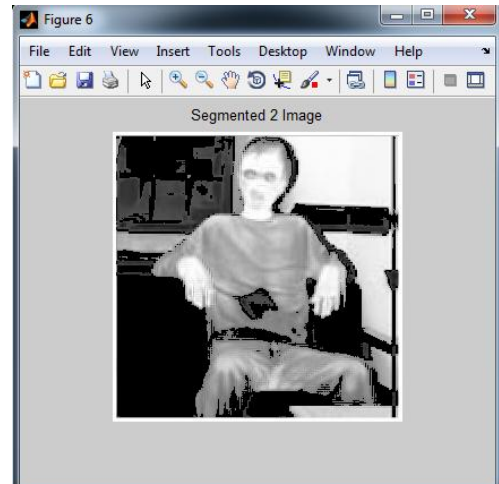 Figure 6
File Edit View Insert Tools Desktop Window Help
Segmented 2 Image